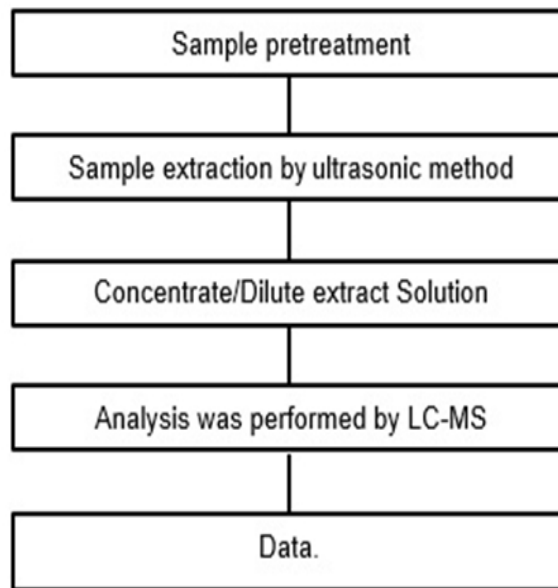 Sample pretreatment
Sample extraction by ultrasonic method
Concentrate/Dilute extract Solution
Analysis was performed by LC-MS
Data.